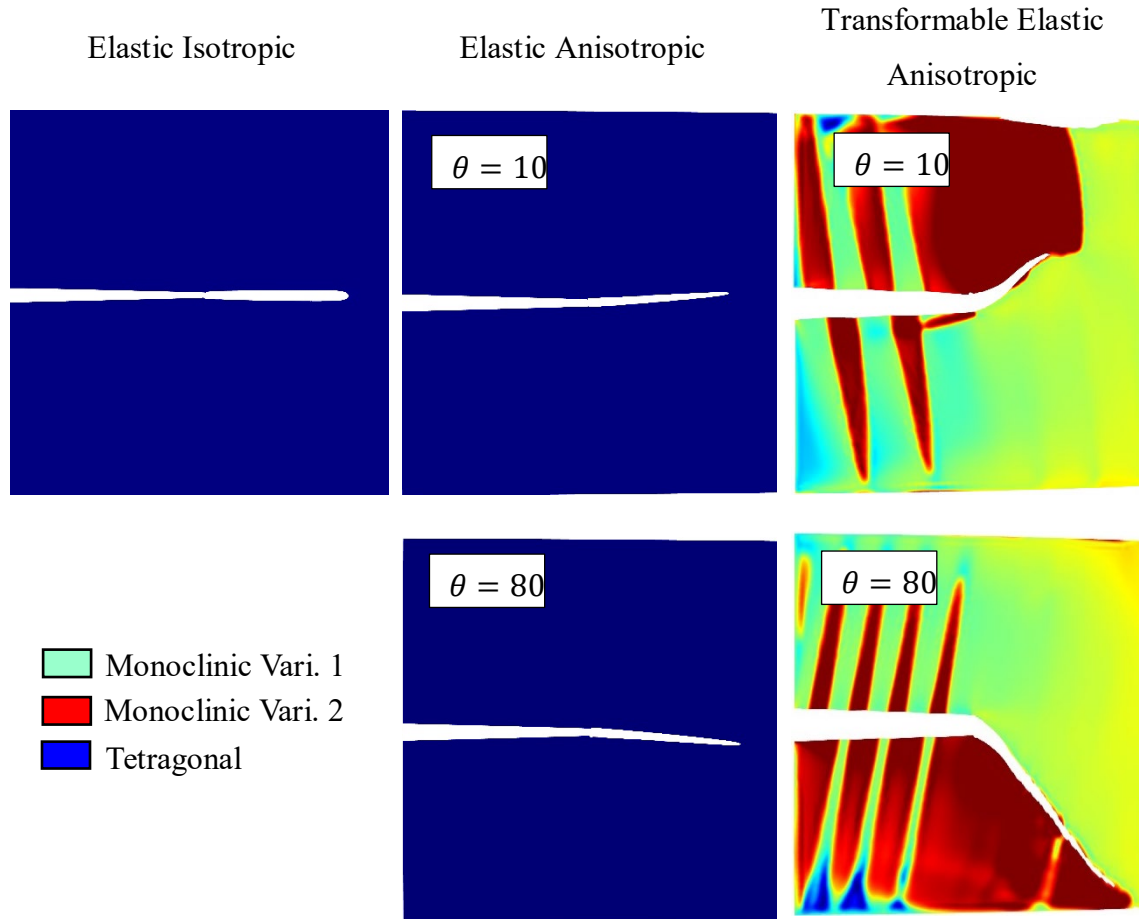 Elastic Isotropic
Elastic Anisotropic
Transformable Elastic
Anisotropic
θ = 10
θ = 10
θ = 80
θ = 80
Monoclinic Vari. 1
Monoclinic Vari. 2
Tetragonal